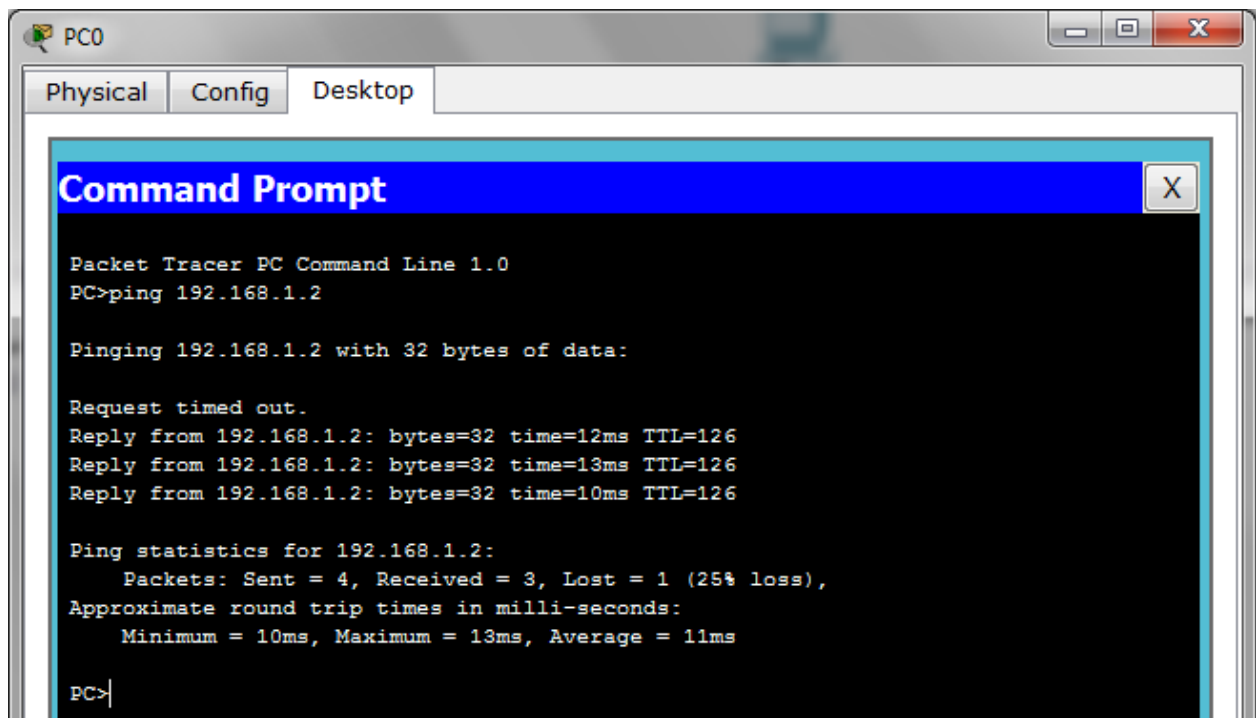 PC0
Physical Config Desktop
Command Prompt X
Packet Tracer PC Command Line 1.0
PC>ping 192.168.1.2
Pinging 192.168.1.2 with 32 bytes of data:
Request timed out.
Reply from 192.168.1.2: bytes=32 time=12ms TTL=126
Reply from 192.168.1.2: bytes=32 time=13ms TTL=126
Reply from 192.168.1.2: bytes=32 time=10ms TTL=126
Ping statistics for 192.168.1.2:
Packets: Sent = 4, Received = 3, Lost = 1 (25% loss),
Approximate round trip times in milli-seconds:
Minimum = 10ms, Maximum = 13ms, Average = 11ms
PC>